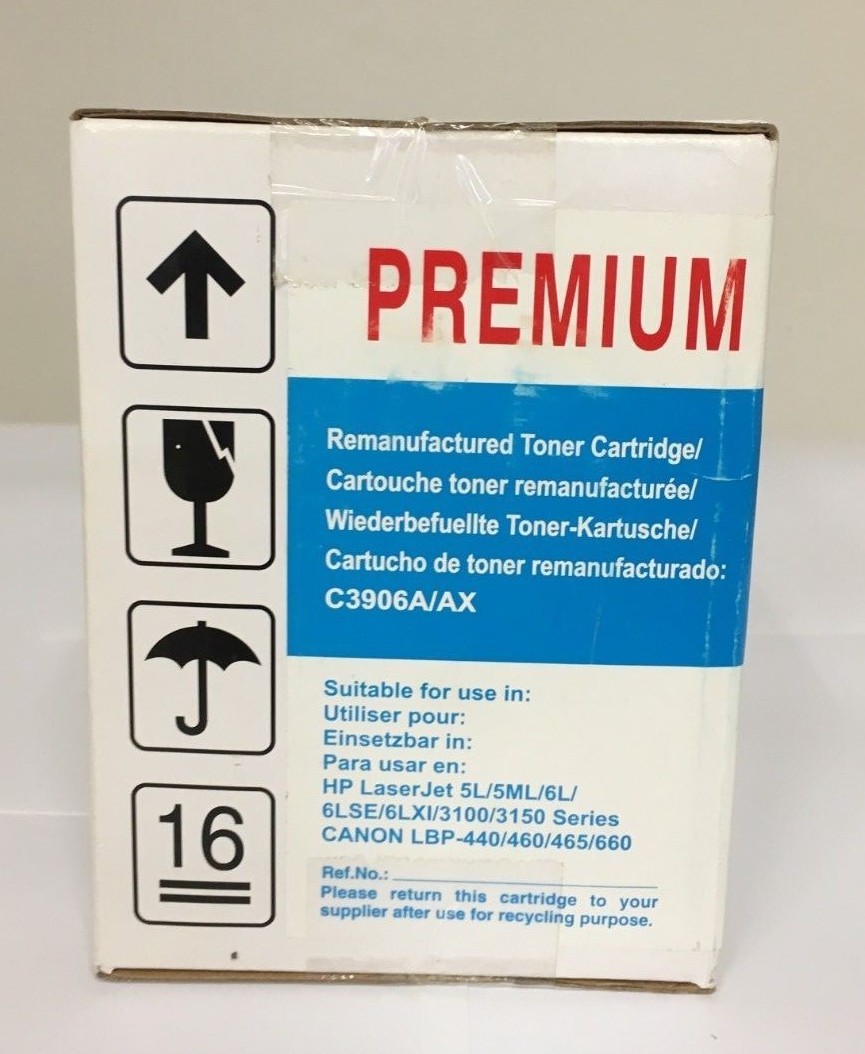 PREMIUM
Remanufactured Toner Cartridge/
Cartouche toner remanufacturée/
Wiederbefuellte Toner-Kartusche/
Cartucho de toner remanufacturado:
C3906A/AX
Suitable for use in:
Utiliser pour:
Einsetzbar in:
Para usar en:
HP LaserJet 5L/5ML/6L/
6LSE/6LXI/3100/3150 Series
CANON LBP-440/460/465/660
Ref.No.:
Please return this cartridge to your
supplier after use for recycling purpose.
16